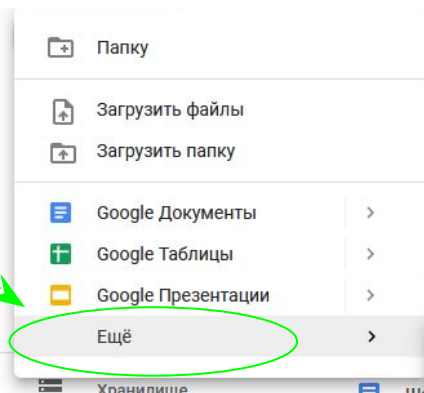 Папку
Загрузить файлы
Загрузить папку
Google Документы
Google Таблицы
Google Презентации
Ещё
Хранилище